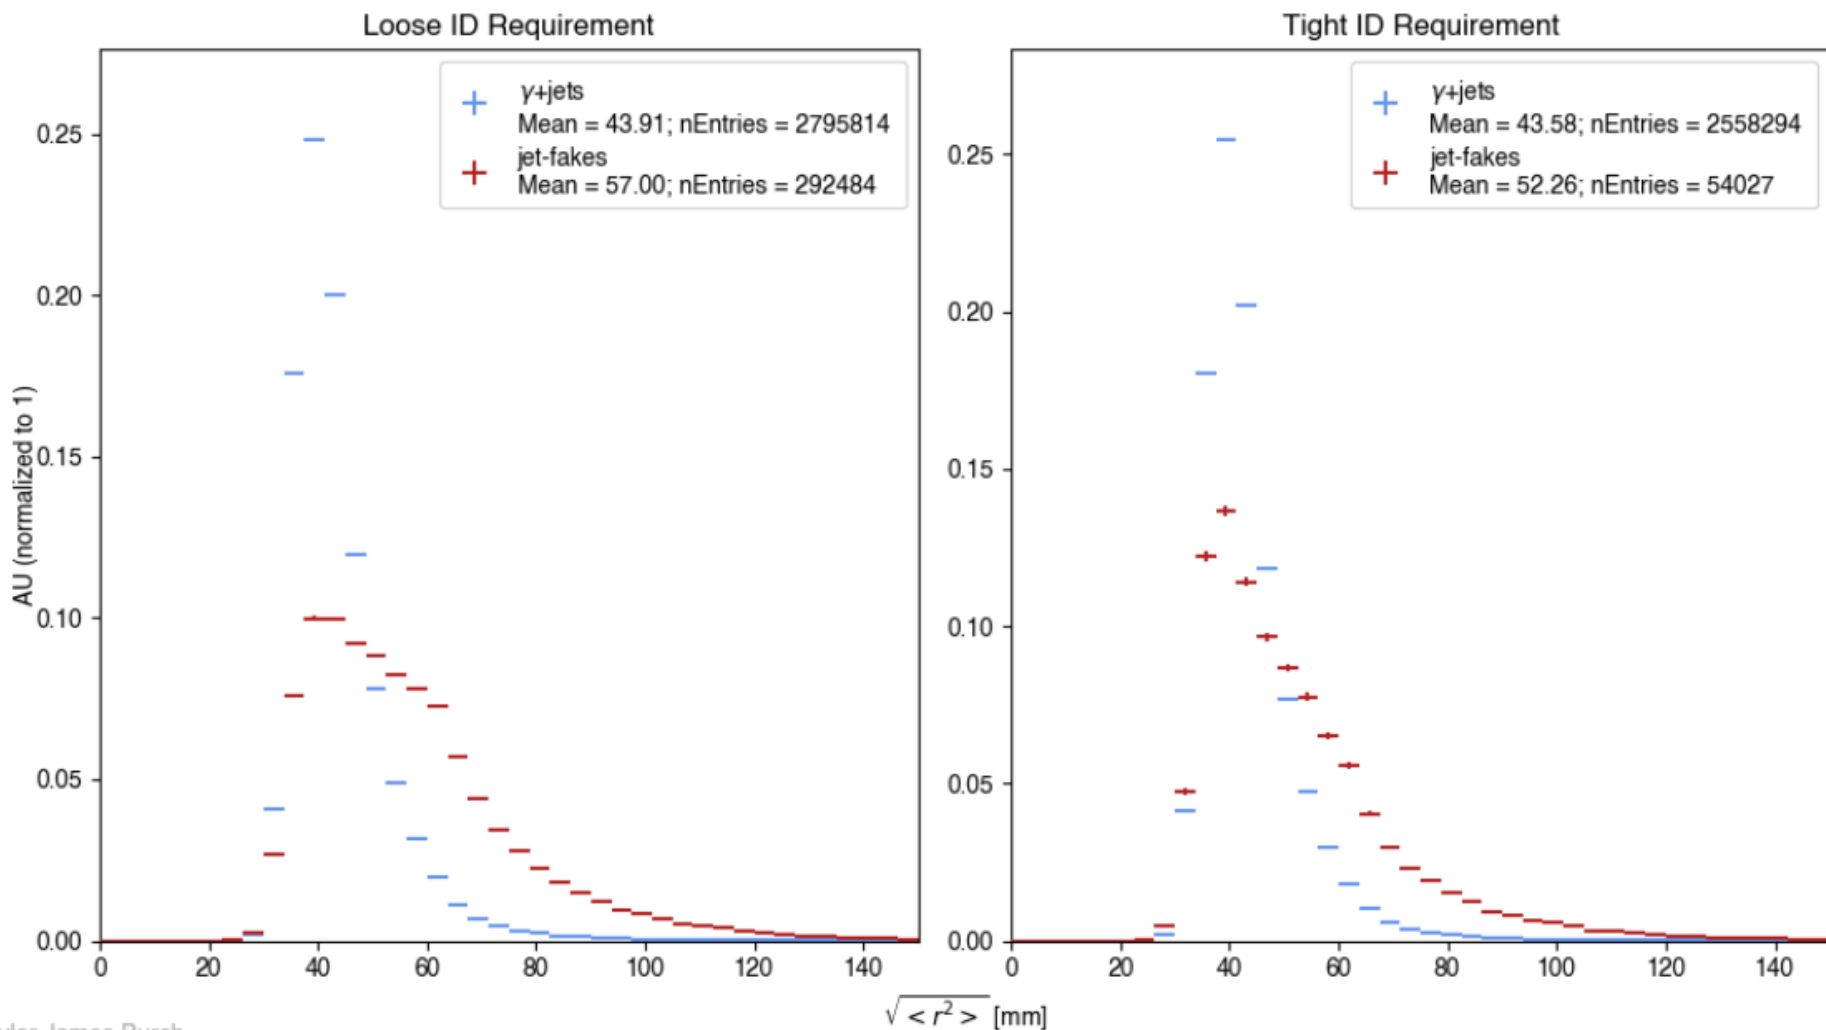 Loose ID Requirement
γ+jets
Mean = 43.91; nEntries = 2795814
jet-fakes
Mean = 57.00; nEntries = 292484
AU (normalized to 1)
0.25
0.20
0.15
0.10
0.05
0.00
0 20 40 60 80 100 120 140
Tight ID Requirement
γ+jets
Mean = 43.58; nEntries = 2558294
jet-fakes
Mean = 52.26; nEntries = 54027
0.25
0.20
0.15
0.10
0.05
0.00
0 20 40 60 80 100 120 140
√<r²> [mm]
James